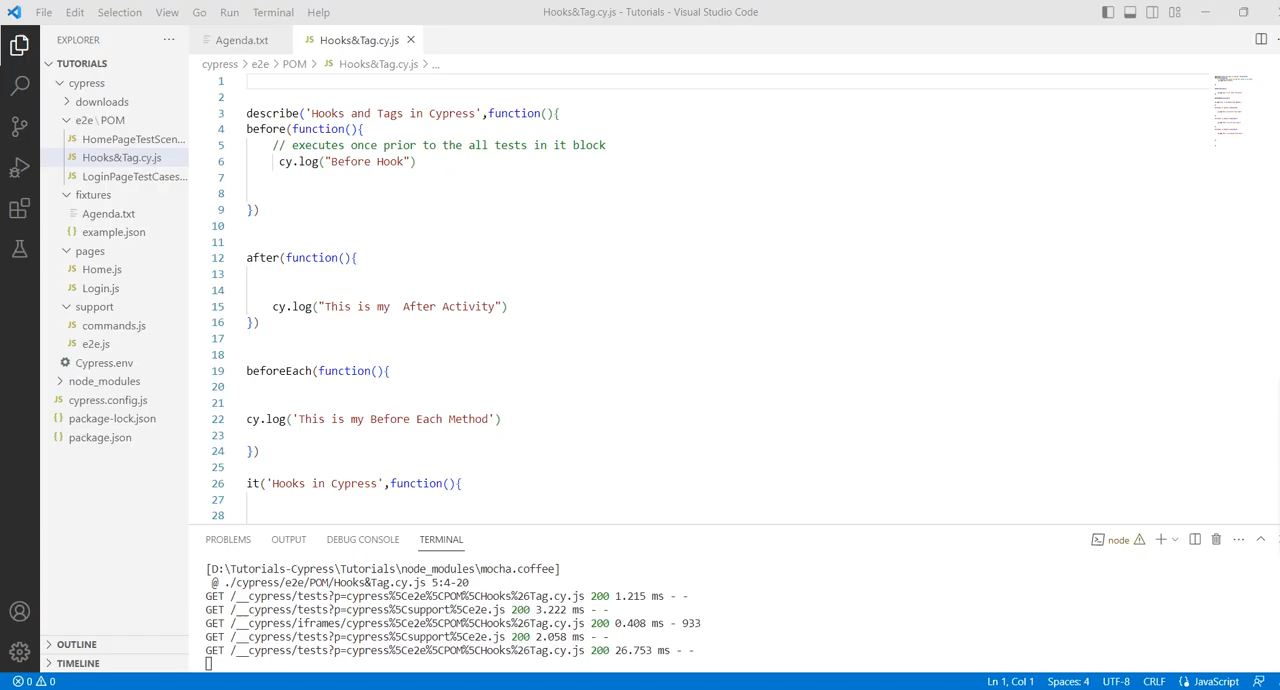 File Edit Selection View Go Run Terminal Help
Hooks&Tag.cy.js - Tutorials - Visual Studio Code
EXPLORER
Agenda.txt
JS Hooks&Tag.cy.js
TUTORIALS
cypress
downloads
e2e \ POM
JS HomePageTestScen...
JS Hooks&Tag.cy.js
JS LoginPageTestCases...
fixtures
Agenda.txt
{} example.json
pages
JS Home.js
JS Login.js
support
JS commands.js
JS e2e.js
Cypress.env
node_modules
JS cypress.config.js
{} package-lock.json
{} package.json
OUTLINE
TIMELINE
cypress > e2e > POM > JS Hooks&Tag.cy.js > ...
1
2
3 describe('Hooks and Tags in Cypress',function(){
4 before(function(){
5 // executes once prior to the all tests in it block
6 cy.log("Before Hook")
7
8
9 })
10
11
12 after(function(){
13
14
15 cy.log("This is my  After Activity")
16 })
17
18
19 beforeEach(function(){
20
21
22 cy.log('This is my Before Each Method')
23
24 })
25
26 it('Hooks in Cypress',function(){
27
28
PROBLEMS OUTPUT DEBUG CONSOLE TERMINAL
node
[D:\Tutorials-Cypress\Tutorials\node_modules\mocha.coffee]
@ ./cypress/e2e/POM/Hooks&Tag.cy.js 5:4-20
GET /__cypress/tests?p=cypress%5Ce2e%5CPOM%5CHooks%26Tag.cy.js 200 1.215 ms - -
GET /__cypress/tests?p=cypress%5Csupport%5Ce2e.js 200 3.222 ms - -
GET /__cypress/iframes/cypress%5Ce2e%5CPOM%5CHooks%26Tag.cy.js 200 0.408 ms - 933
GET /__cypress/tests?p=cypress%5Csupport%5Ce2e.js 200 2.058 ms - -
GET /__cypress/tests?p=cypress%5Ce2e%5CPOM%5CHooks%26Tag.cy.js 200 26.753 ms - -
0 0
Ln 1, Col 1 Spaces: 4 UTF-8 CRLF JavaScript